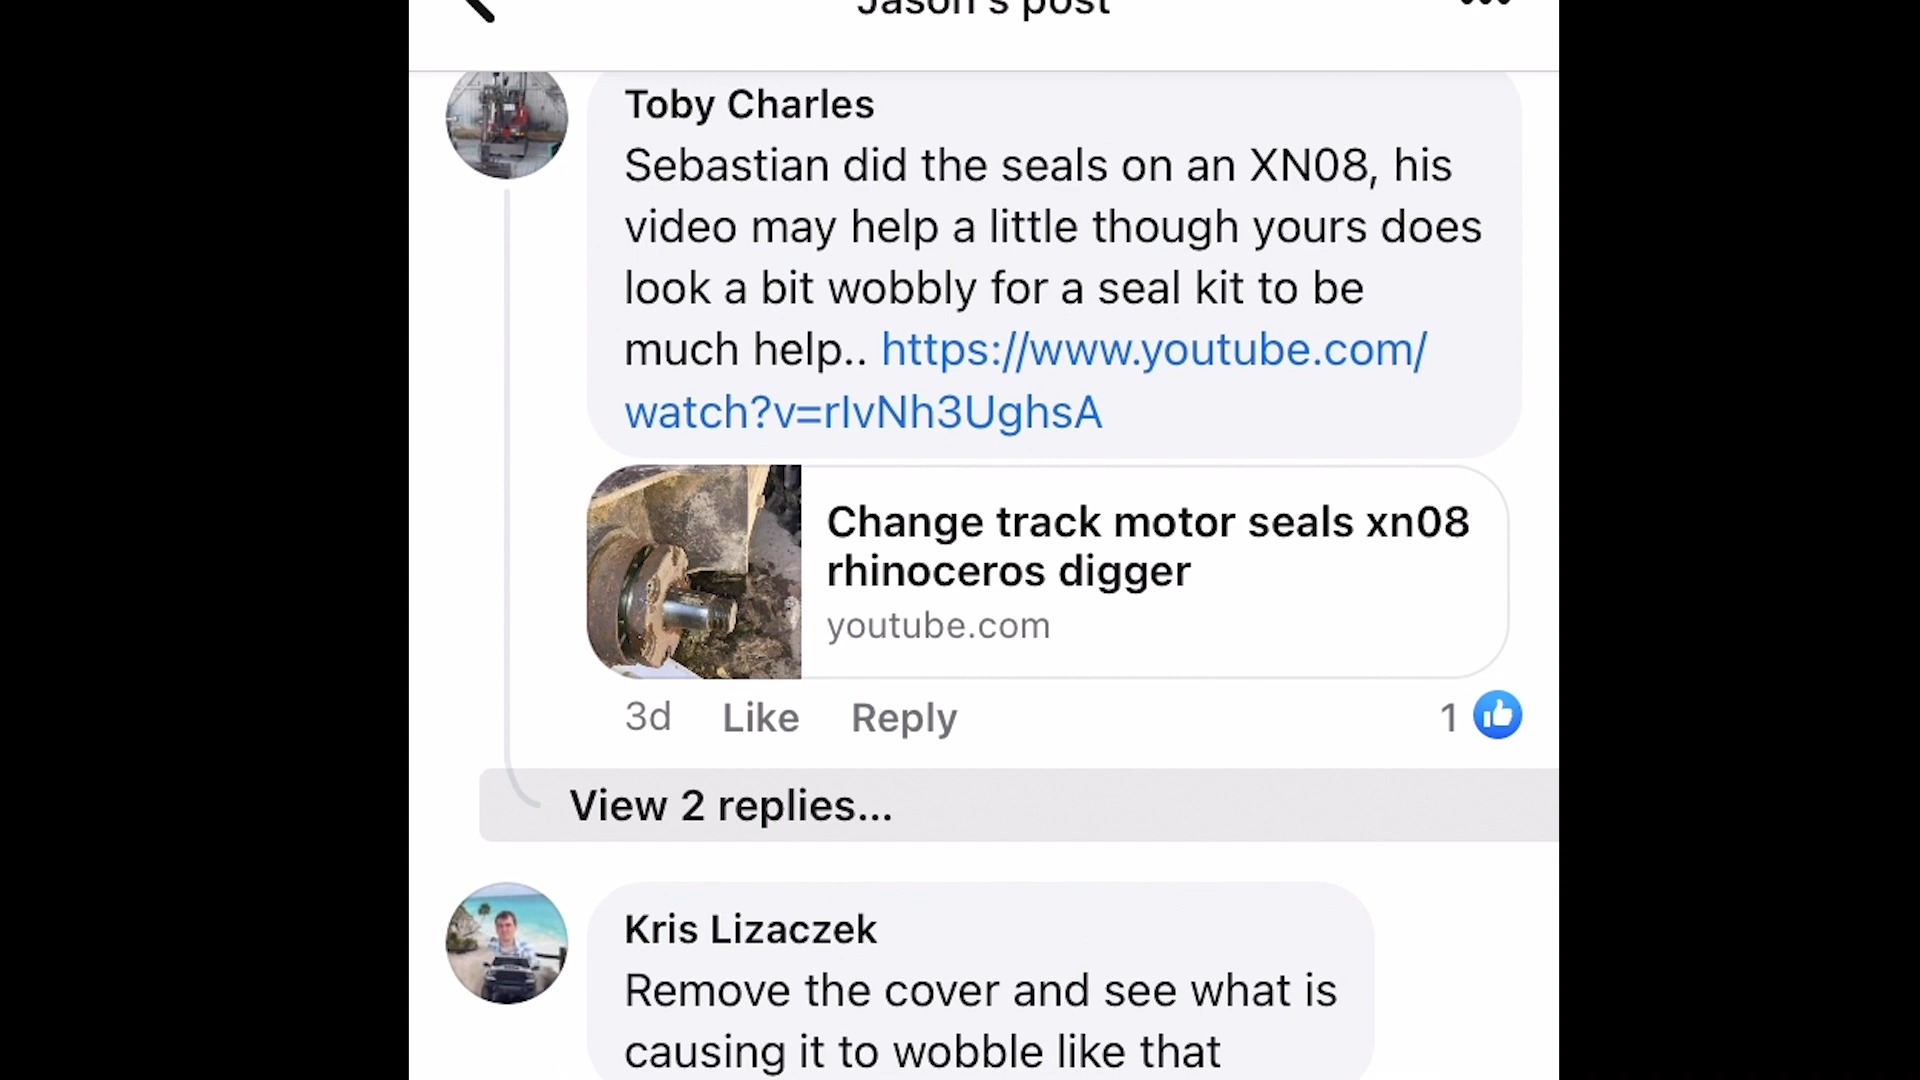 Jason's post
Toby Charles
Sebastian did the seals on an XN08, his
video may help a little though yours does
look a bit wobbly for a seal kit to be
much help.. https://www.youtube.com/
watch?v=rIvNh3UghsA
Change track motor seals xn08
rhinoceros digger
youtube.com
3d Like Reply 1
View 2 replies...
Kris Lizaczek
Remove the cover and see what is
causing it to wobble like that